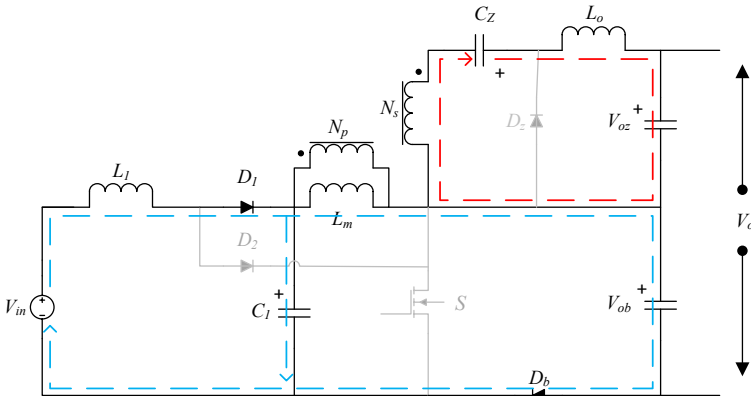 C_Z
L_o
N_s
D_z
V_oz
N_p
L_1
D_1
L_m
V_o
D_2
V_in
C_1
S
V_ob
D_b